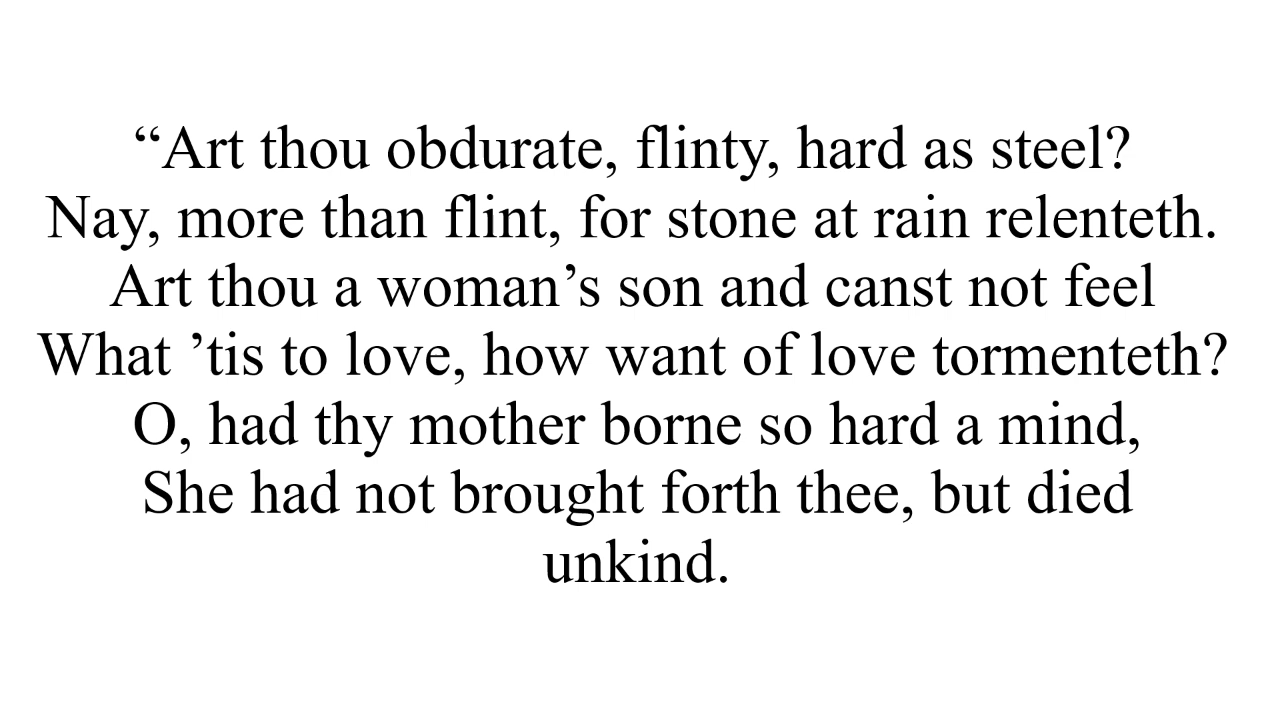 “Art thou obdurate, flinty, hard as steel?
Nay, more than flint, for stone at rain relenteth.
Art thou a woman’s son and canst not feel
What ’tis to love, how want of love tormenteth?
O, had thy mother borne so hard a mind,
She had not brought forth thee, but died
unkind.